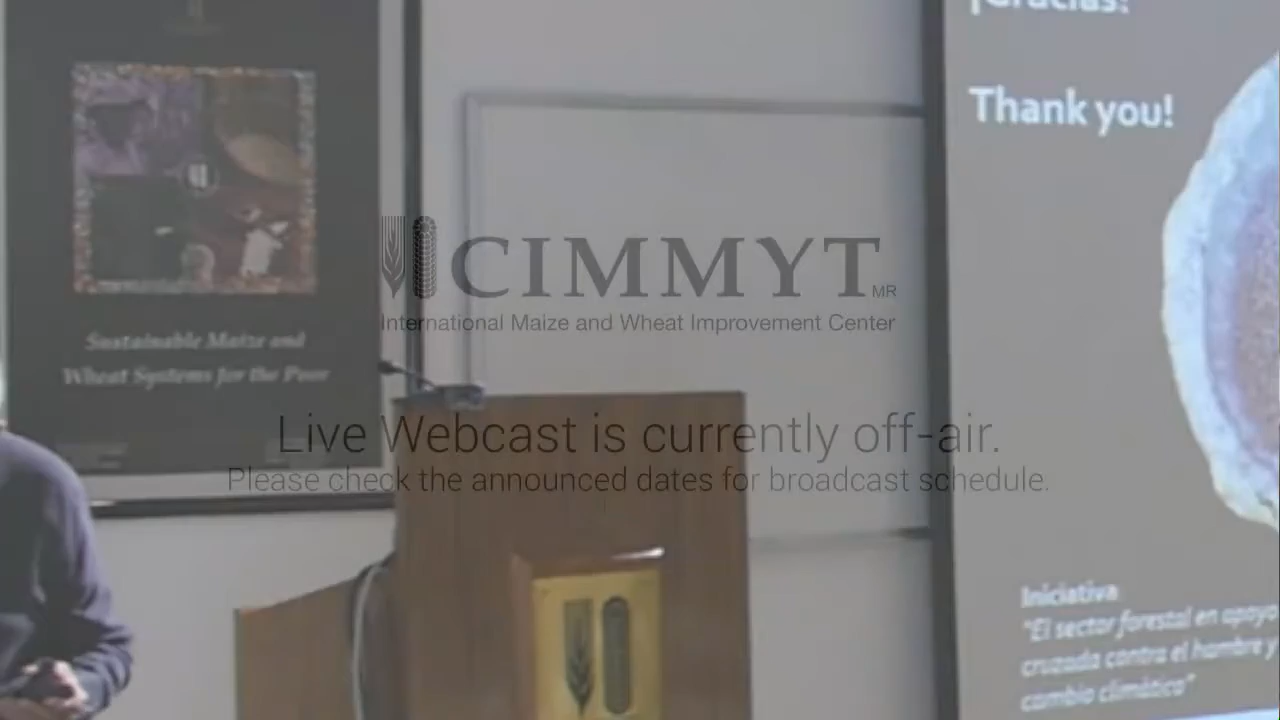 ¡Gracias!
Thank you!
CIMMYT MR
International Maize and Wheat Improvement Center
Sustainable Maize and
Wheat Systems for the Poor
Live Webcast is currently off-air.
Please check the announced dates for broadcast schedule.
Iniciativa
"El sector forestal en apoyo
cruzada contra el hambre y
cambio climático"